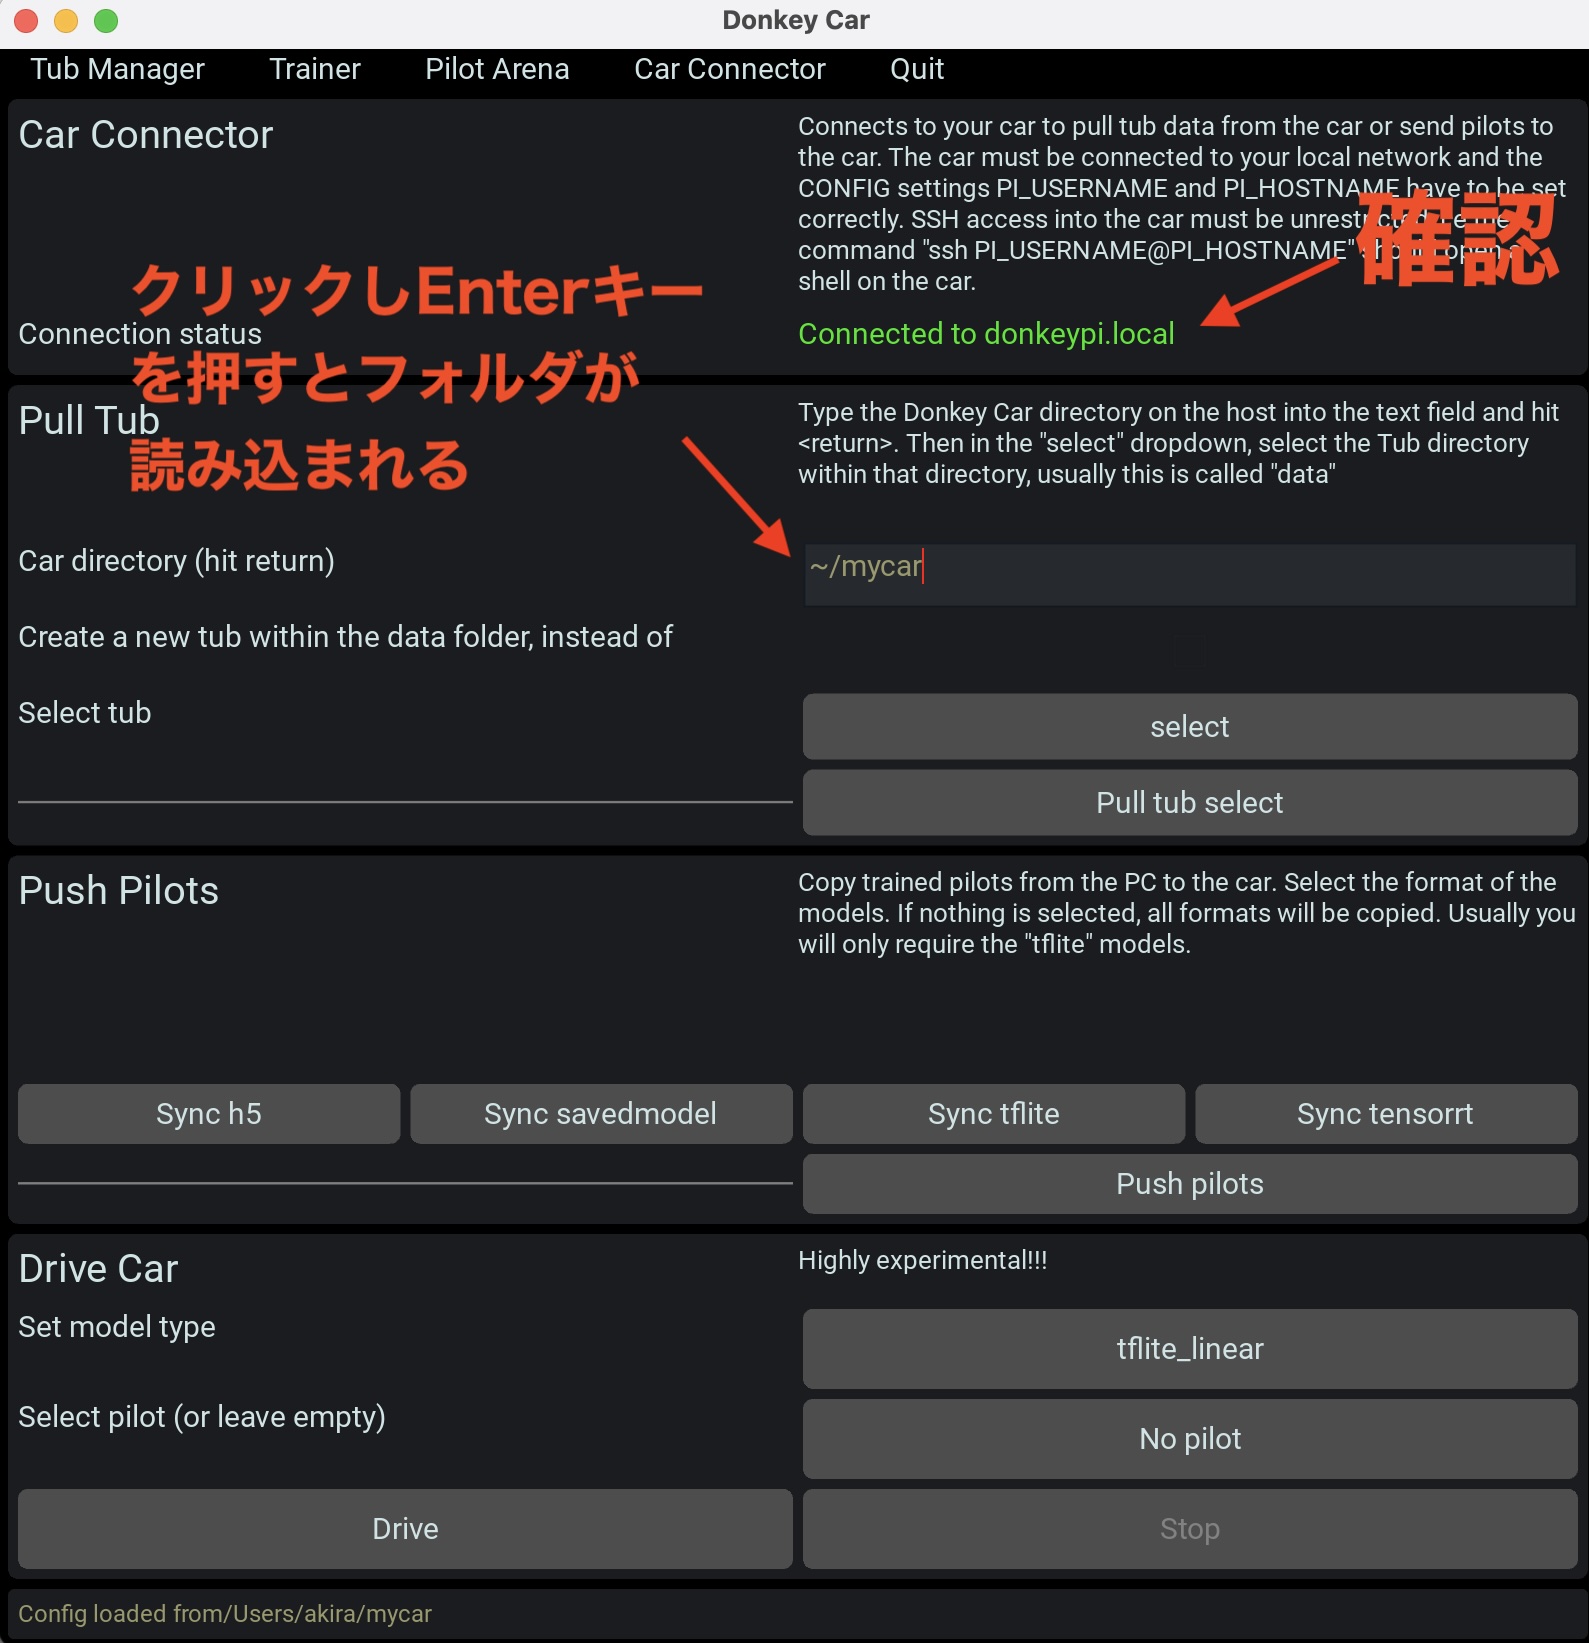 Donkey Car
Tub Manager
Trainer
Pilot Arena
Car Connector
Quit
Car Connector
Connects to your car to pull tub data from the car or send pilots to
the car. The car must be connected to your local network and the
CONFIG settings PI_USERNAME and PI_HOSTNAME have to be set
correctly. SSH access into the car must be unrestricted, i.e the
command "ssh PI_USERNAME@PI_HOSTNAME" should open a
shell on the car.
確認
クリックしEnterキー
を押すとフォルダが
読み込まれる
Connection status
Connected to donkeypi.local
Pull Tub
Type the Donkey Car directory on the host into the text field and hit
<return>. Then in the "select" dropdown, select the Tub directory
within that directory, usually this is called "data"
Car directory (hit return)
~/mycar
Create a new tub within the data folder, instead of
Select tub
select
Pull tub select
Push Pilots
Copy trained pilots from the PC to the car. Select the format of the
models. If nothing is selected, all formats will be copied. Usually you
will only require the "tflite" models.
Sync h5
Sync savedmodel
Sync tflite
Sync tensorrt
Push pilots
Drive Car
Highly experimental!!!
Set model type
tflite_linear
Select pilot (or leave empty)
No pilot
Drive
Stop
Config loaded from/Users/akira/mycar